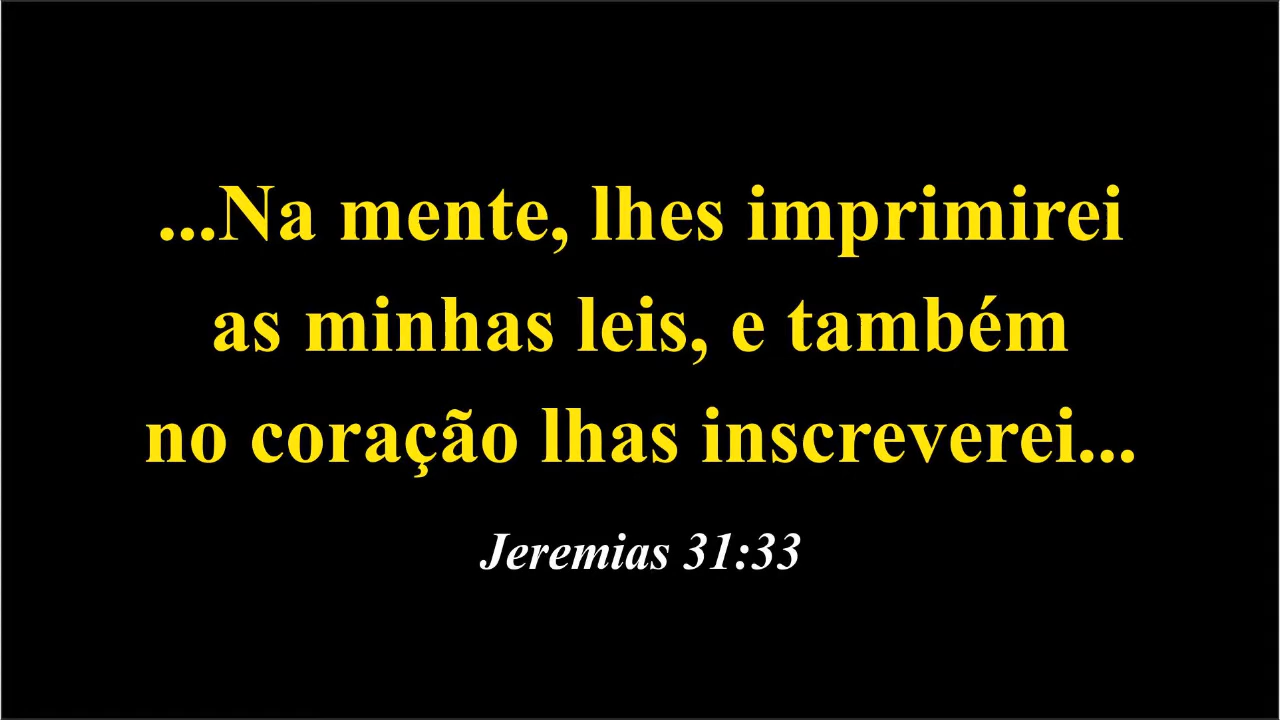 ...Na mente, lhes imprimirei
as minhas leis, e também
no coração lhas inscreverei...
Jeremias 31:33